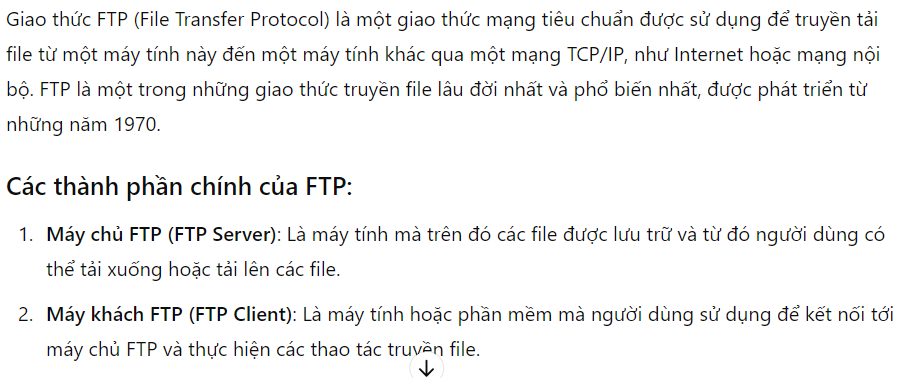 Giao thức FTP (File Transfer Protocol) là một giao thức mạng tiêu chuẩn được sử dụng để truyền tải
file từ một máy tính này đến một máy tính khác qua một mạng TCP/IP, như Internet hoặc mạng nội
bộ. FTP là một trong những giao thức truyền file lâu đời nhất và phổ biến nhất, được phát triển từ
những năm 1970.
Các thành phần chính của FTP:
1. Máy chủ FTP (FTP Server): Là máy tính mà trên đó các file được lưu trữ và từ đó người dùng có
thể tải xuống hoặc tải lên các file.
2. Máy khách FTP (FTP Client): Là máy tính hoặc phần mềm mà người dùng sử dụng để kết nối tới
máy chủ FTP và thực hiện các thao tác truyền file.